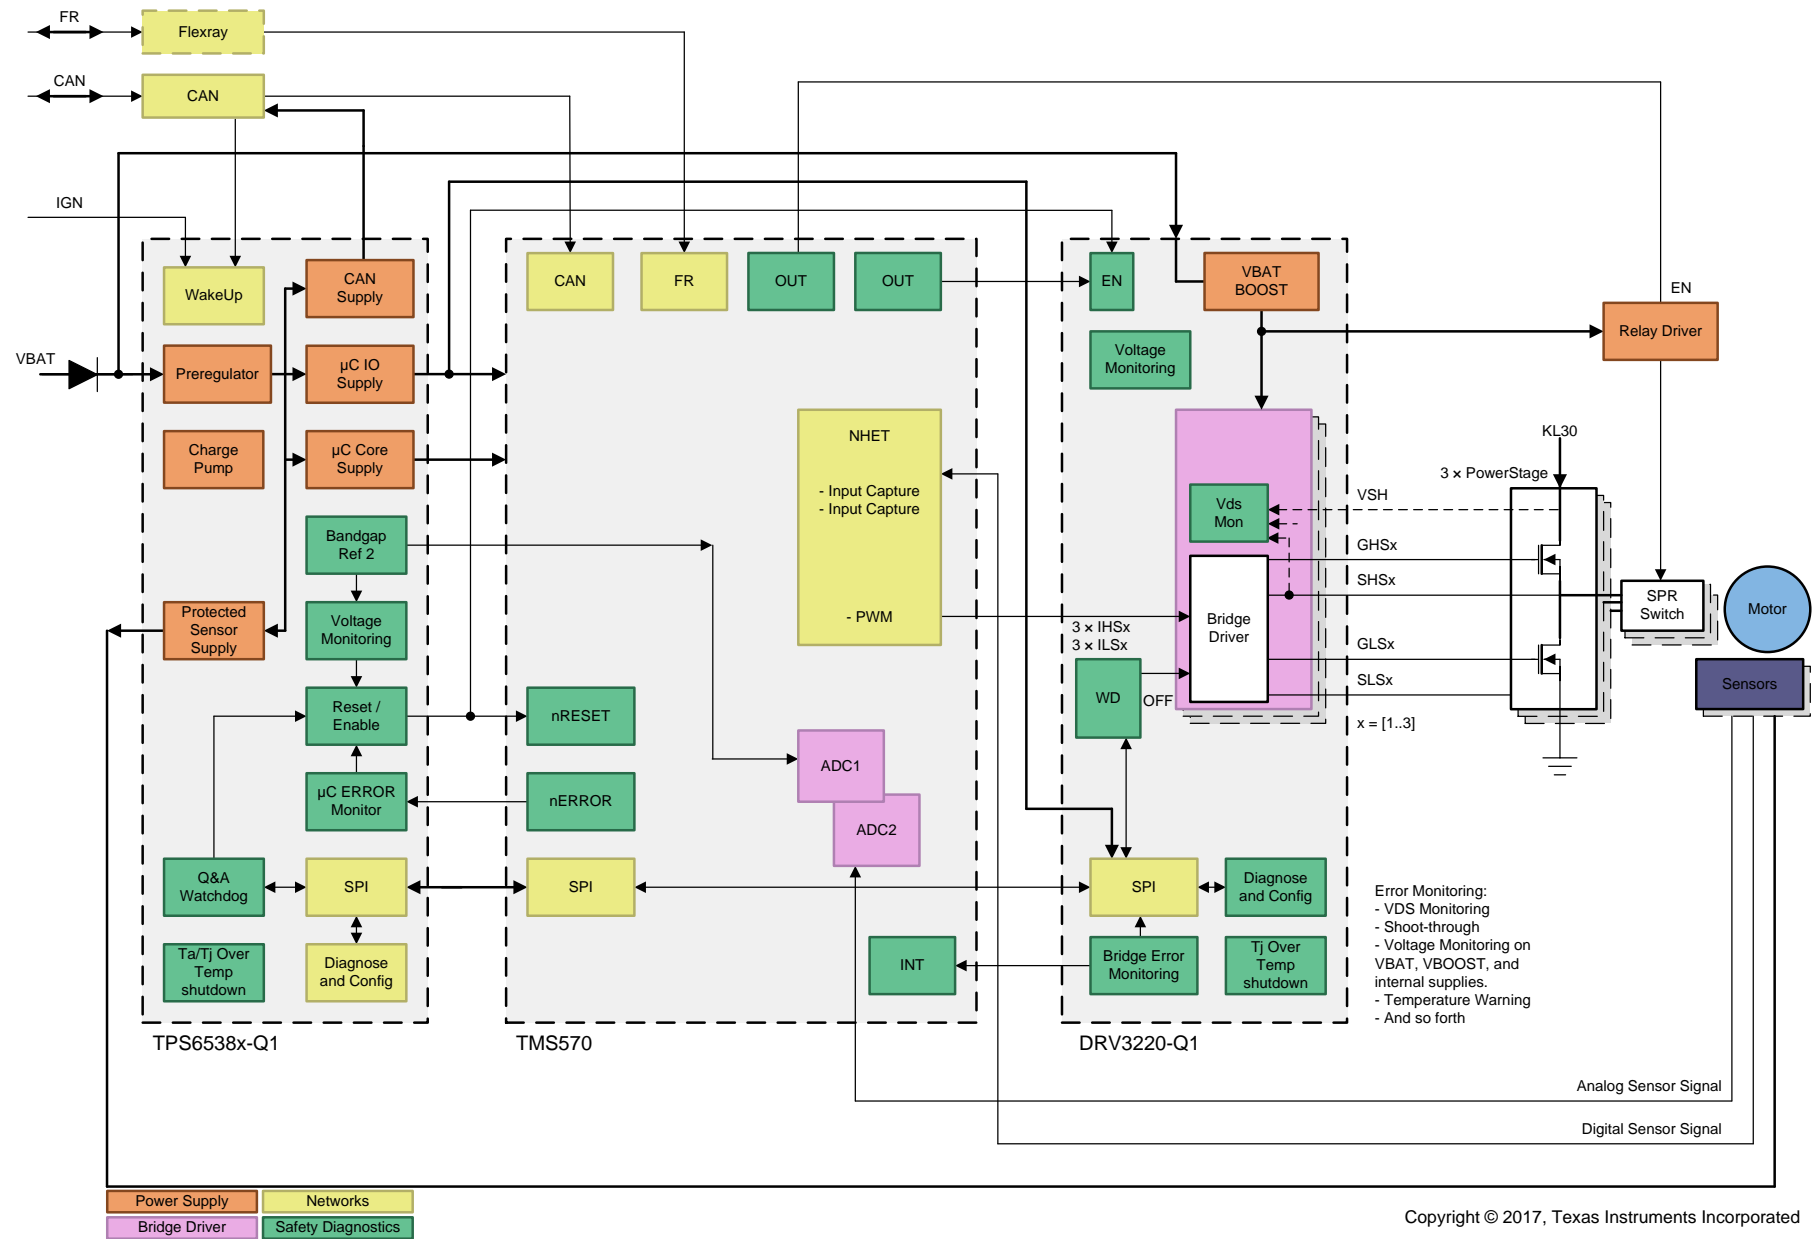 FR
Flexray
CAN
CAN
IGN
VBAT
WakeUp
CAN
Supply
Preregulator
µC IO
Supply
Charge
Pump
µC Core
Supply
Bandgap
Ref 2
Protected
Sensor
Supply
Voltage
Monitoring
Reset /
Enable
µC ERROR
Monitor
Q&A
Watchdog
SPI
Ta/Tj Over
Temp
shutdown
Diagnose
and Config
TPS6538x-Q1
CAN
FR
OUT
OUT
NHET
- Input Capture
- Input Capture
- PWM
nRESET
nERROR
ADC1
ADC2
SPI
INT
TMS570
EN
VBAT
BOOST
Voltage
Monitoring
Vds
Mon
Bridge
Driver
3 × IHSx
3 × ILSx
WD
OFF
SPI
Diagnose
and Config
Bridge Error
Monitoring
Tj Over
Temp
shutdown
DRV3220-Q1
EN
Relay Driver
KL30
3 × PowerStage
VSH
GHSx
SHSx
GLSx
SLSx
x = [1..3]
SPR
Switch
Motor
Sensors
Error Monitoring:
- VDS Monitoring
- Shoot-through
- Voltage Monitoring on
VBAT, VBOOST, and
internal supplies.
- Temperature Warning
- And so forth
Analog Sensor Signal
Digital Sensor Signal
Power Supply
Networks
Bridge Driver
Safety Diagnostics
Copyright © 2017, Texas Instruments Incorporated